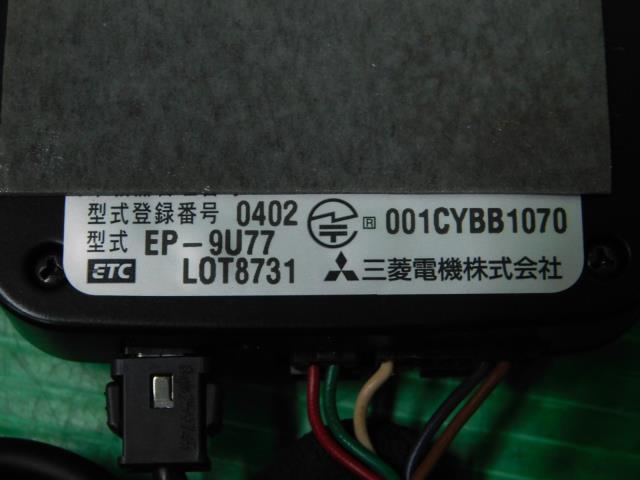 型式登録番号 0402
Ⓡ 001CYBB1070
型式 EP-9U77
ETC LOT8731 三菱電機株式会社